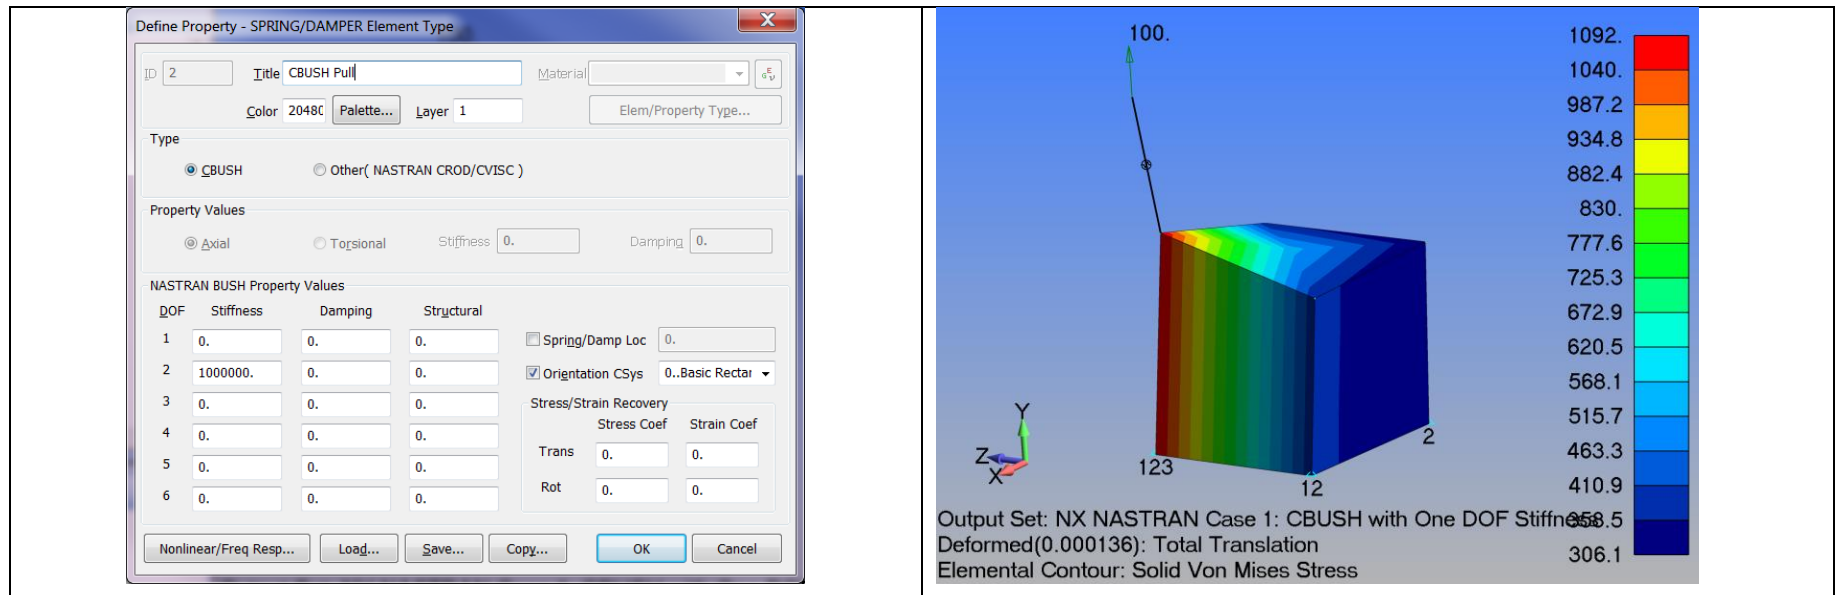 Define Property - SPRING/DAMPER Element Type
ID 2 Title CBUSH Pull Material
Color 20480 Palette... Layer 1 Elem/Property Type...
Type
CBUSH Other( NASTRAN CROD/CVISC )
Property Values
Axial Torsional Stiffness 0. Damping 0.
NASTRAN BUSH Property Values
DOF Stiffness Damping Structural
1 0. 0. 0. Spring/Damp Loc 0.
2 1000000. 0. 0. Orientation CSys 0..Basic Rectar
3 0. 0. 0. Stress/Strain Recovery
Stress Coef Strain Coef
4 0. 0. 0.
Trans 0. 0.
5 0. 0. 0.
Rot 0. 0.
6 0. 0. 0.
Nonlinear/Freq Resp... Load... Save... Copy... OK Cancel
100.
1092.
1040.
987.2
934.8
882.4
830.
777.6
725.3
672.9
620.5
568.1
515.7
463.3
410.9
358.5
306.1
Y
Z
X
123
12
2
Output Set: NX NASTRAN Case 1: CBUSH with One DOF Stiffness
Deformed(0.000136): Total Translation
Elemental Contour: Solid Von Mises Stress